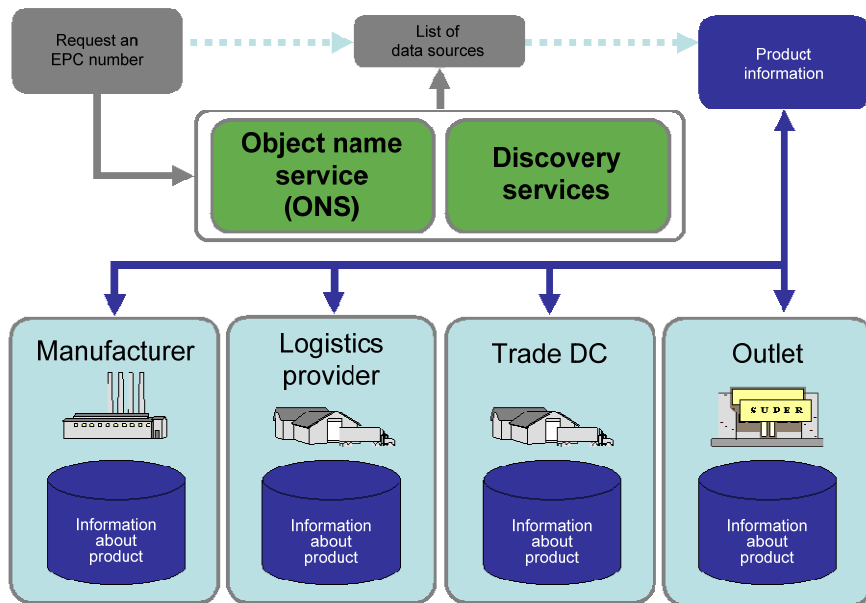 Request an
EPC number
List of
data sources
Product
information
Object name
service
(ONS)
Discovery
services
Manufacturer
Logistics
provider
Trade DC
Outlet
SUPER
Information
about
product
Information
about
product
Information
about
product
Information
about
product